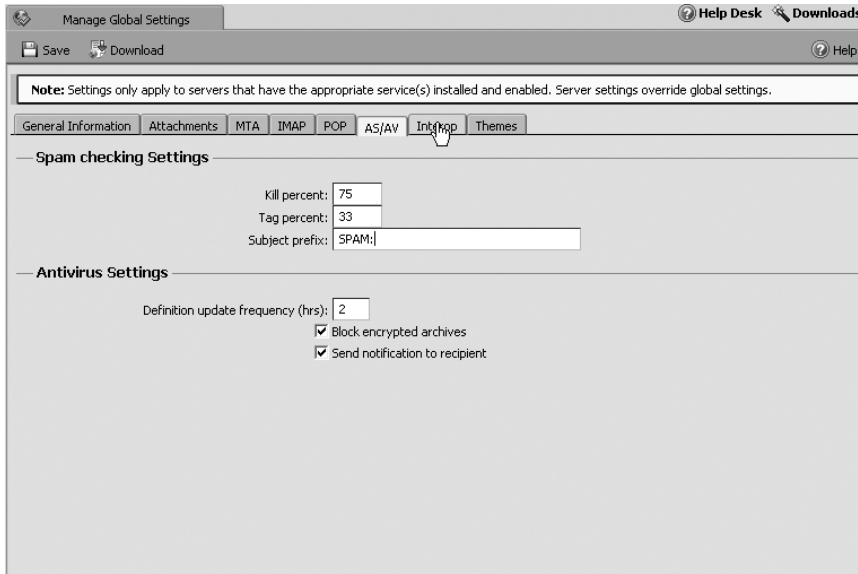 Manage Global Settings
Help Desk Downloads
Save Download Help
Note: Settings only apply to servers that have the appropriate service(s) installed and enabled. Server settings override global settings.
General Information Attachments MTA IMAP POP AS/AV Interop Themes
Spam checking Settings
Kill percent: 75
Tag percent: 33
Subject prefix: SPAM:
Antivirus Settings
Definition update frequency (hrs): 2
Block encrypted archives
Send notification to recipient